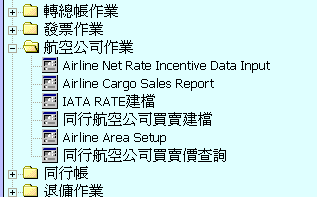 轉總帳作業
發票作業
航空公司作業
Airline Net Rate Incentive Data Input
Airline Cargo Sales Report
IATA RATE建檔
同行航空公司買賣建檔
Airline Area Setup
同行航空公司買賣價查詢
同行帳
退傭作業